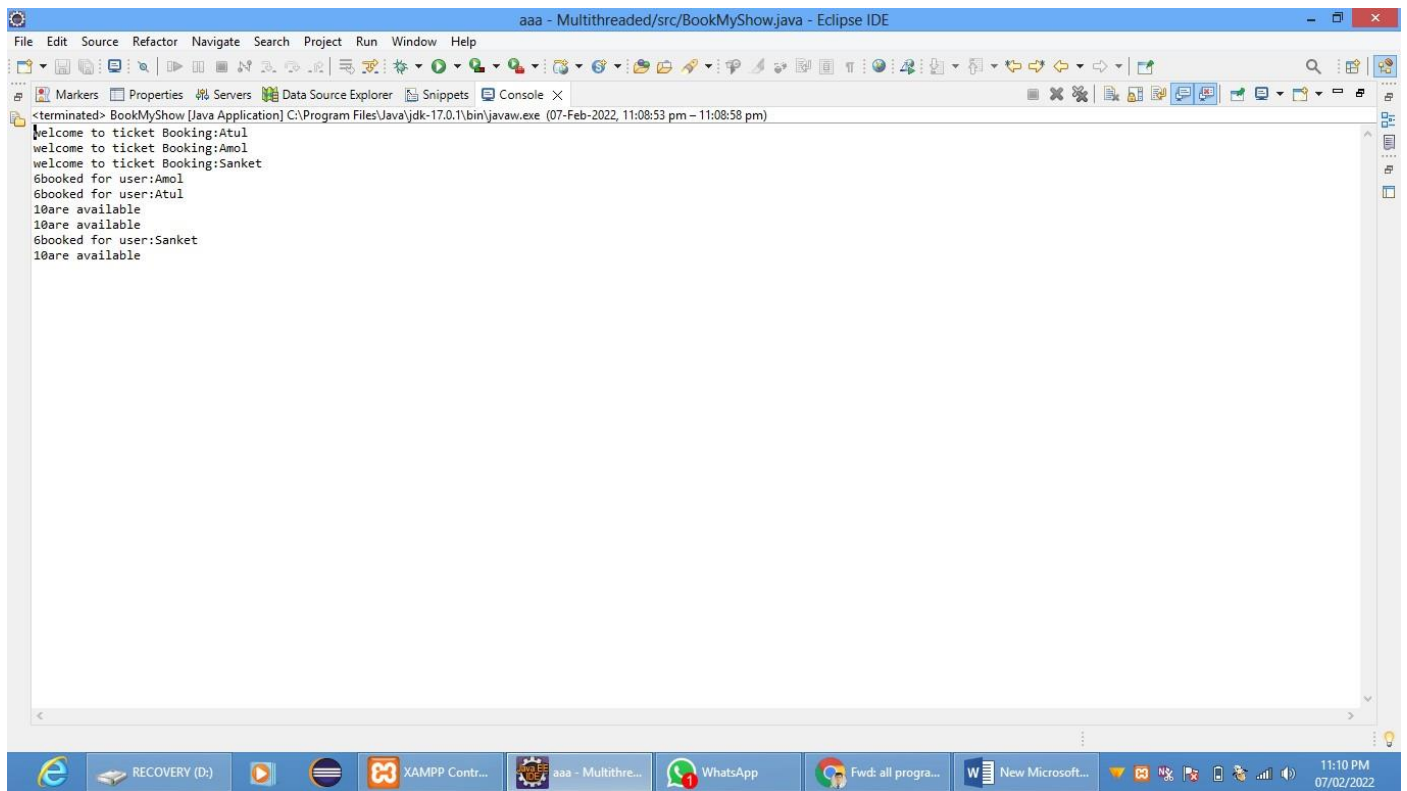 aaa - Multithreaded/src/BookMyShow.java - Eclipse IDE
File Edit Source Refactor Navigate Search Project Run Window Help
Markers Properties Servers Data Source Explorer Snippets Console
<terminated> BookMyShow [Java Application] C:\Program Files\Java\jdk-17.0.1\bin\javaw.exe (07-Feb-2022, 11:08:53 pm – 11:08:58 pm)
welcome to ticket Booking:Atul
welcome to ticket Booking:Amol
welcome to ticket Booking:Sanket
6booked for user:Amol
6booked for user:Atul
10are available
10are available
6booked for user:Sanket
10are available
RECOVERY (D:) XAMPP Contr... aaa - Multithre... WhatsApp Fwd: all progra... New Microsoft... 11:10 PM
07/02/2022